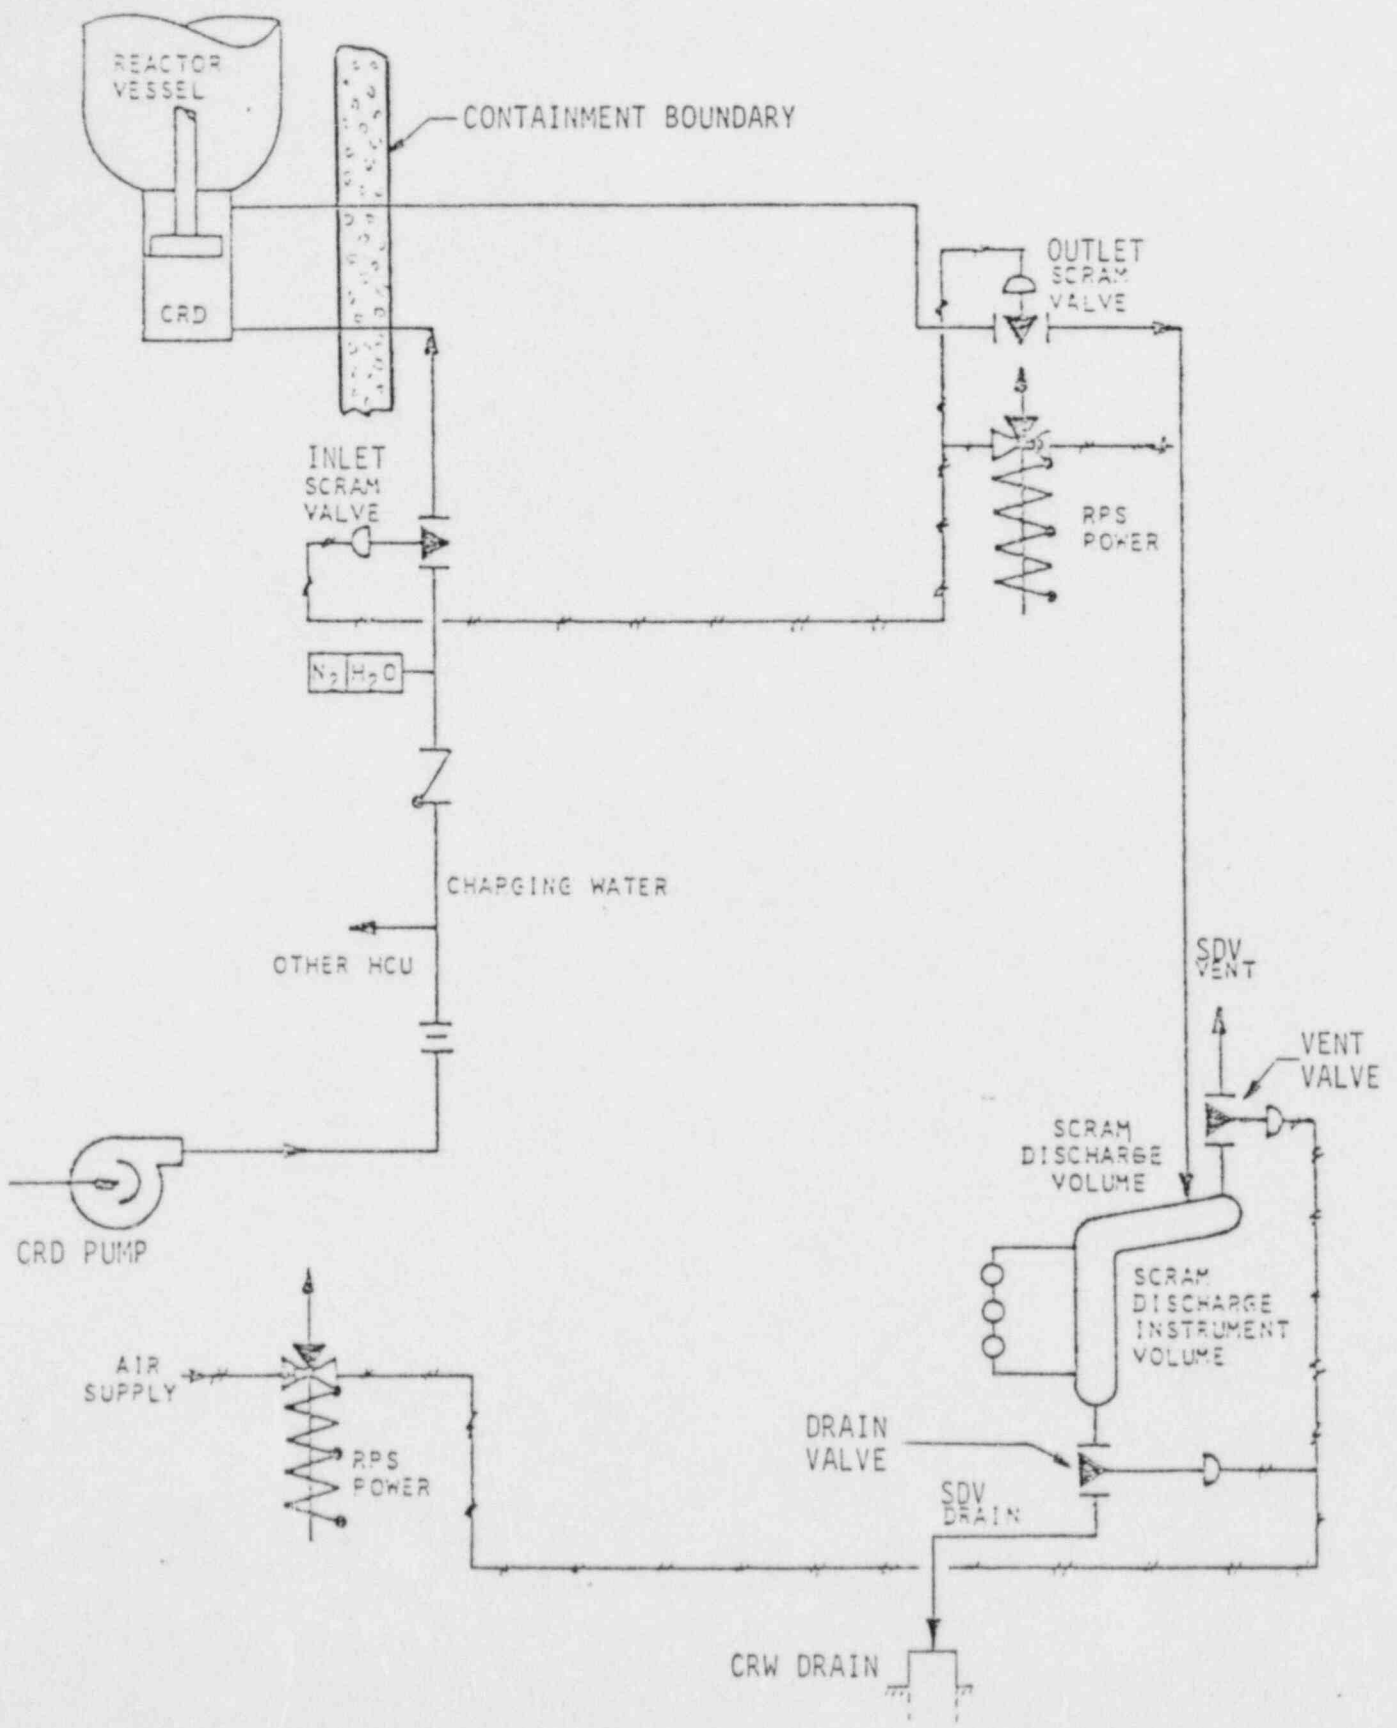 REACTOR
VESSEL
CONTAINMENT BOUNDARY
CRD
OUTLET
SCRAM
VALVE
INLET
SCRAM
VALVE
RPS
POWER
N2 H2O
CHARGING WATER
OTHER HCU
SDV
VENT
VENT
VALVE
SCRAM
DISCHARGE
VOLUME
CRD PUMP
SCRAM
DISCHARGE
INSTRUMENT
VOLUME
AIR
SUPPLY
DRAIN
VALVE
RPS
POWER
SDV
DRAIN
CRW DRAIN